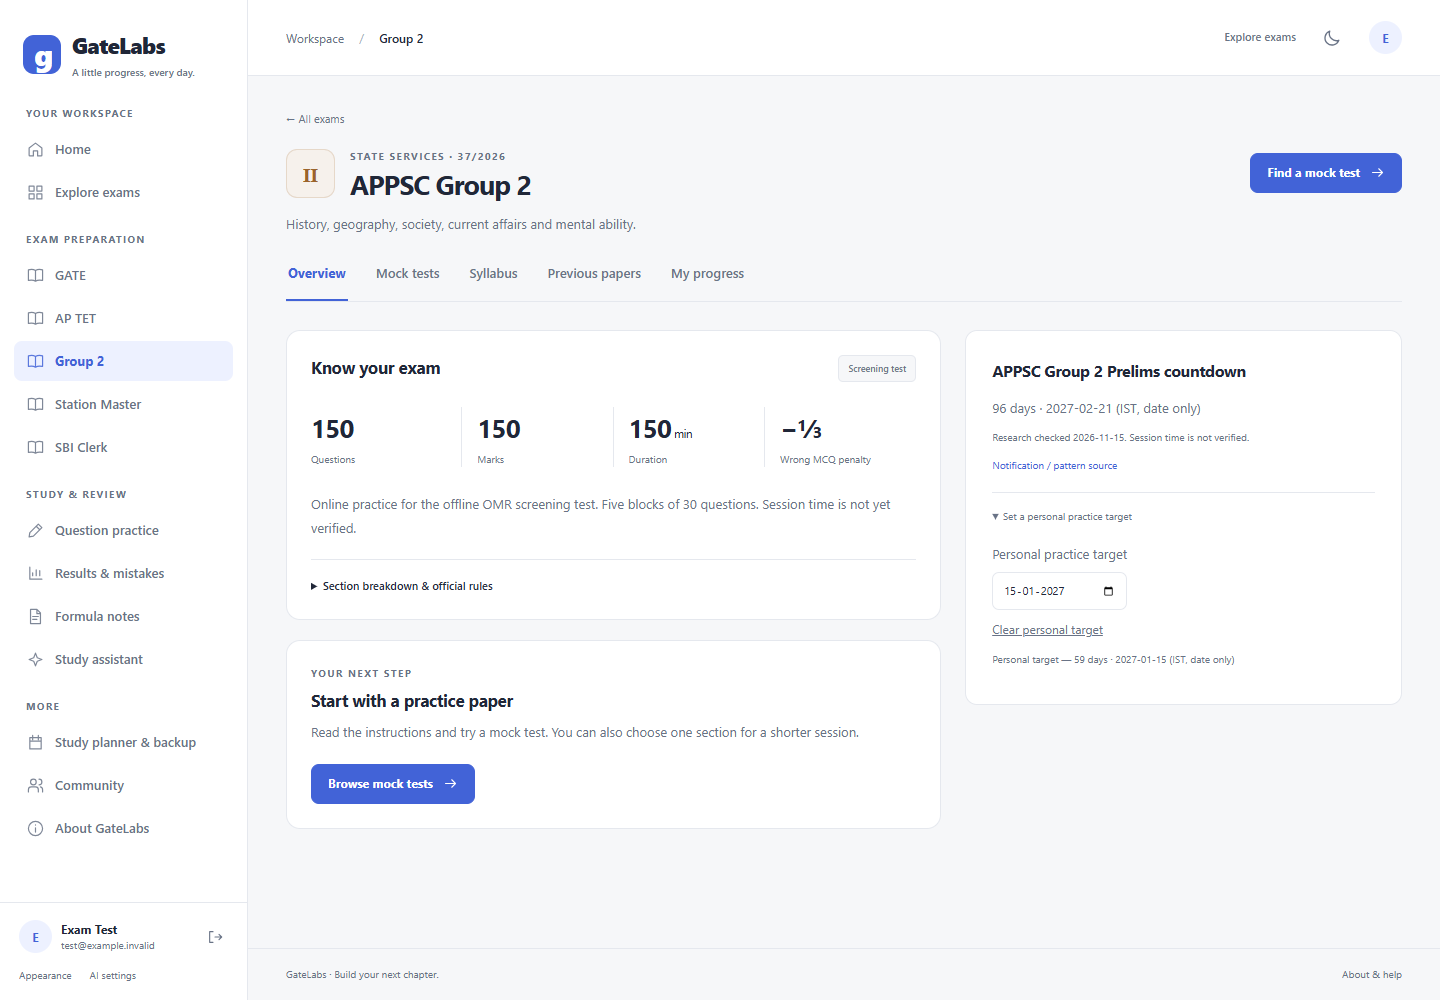 g
GateLabs
A little progress, every day.
YOUR WORKSPACE
Home
Explore exams
EXAM PREPARATION
GATE
AP TET
Group 2
Station Master
SBI Clerk
STUDY & REVIEW
Question practice
Results & mistakes
Formula notes
Study assistant
MORE
Study planner & backup
Community
About GateLabs
E
Exam Test
test@example.invalid
Appearance AI settings
Workspace / Group 2
Explore exams
E
← All exams
II
STATE SERVICES · 37/2026
APPSC Group 2
Find a mock test →
History, geography, society, current affairs and mental ability.
Overview Mock tests Syllabus Previous papers My progress
Know your exam
Screening test
150
Questions
150
Marks
150 min
Duration
−⅓
Wrong MCQ penalty
Online practice for the offline OMR screening test. Five blocks of 30 questions. Session time is not yet
verified.
▶ Section breakdown & official rules
YOUR NEXT STEP
Start with a practice paper
Read the instructions and try a mock test. You can also choose one section for a shorter session.
Browse mock tests →
APPSC Group 2 Prelims countdown
96 days · 2027-02-21 (IST, date only)
Research checked 2026-11-15. Session time is not verified.
Notification / pattern source
▼ Set a personal practice target
Personal practice target
15-01-2027
Clear personal target
Personal target — 59 days · 2027-01-15 (IST, date only)
GateLabs · Build your next chapter.
About & help